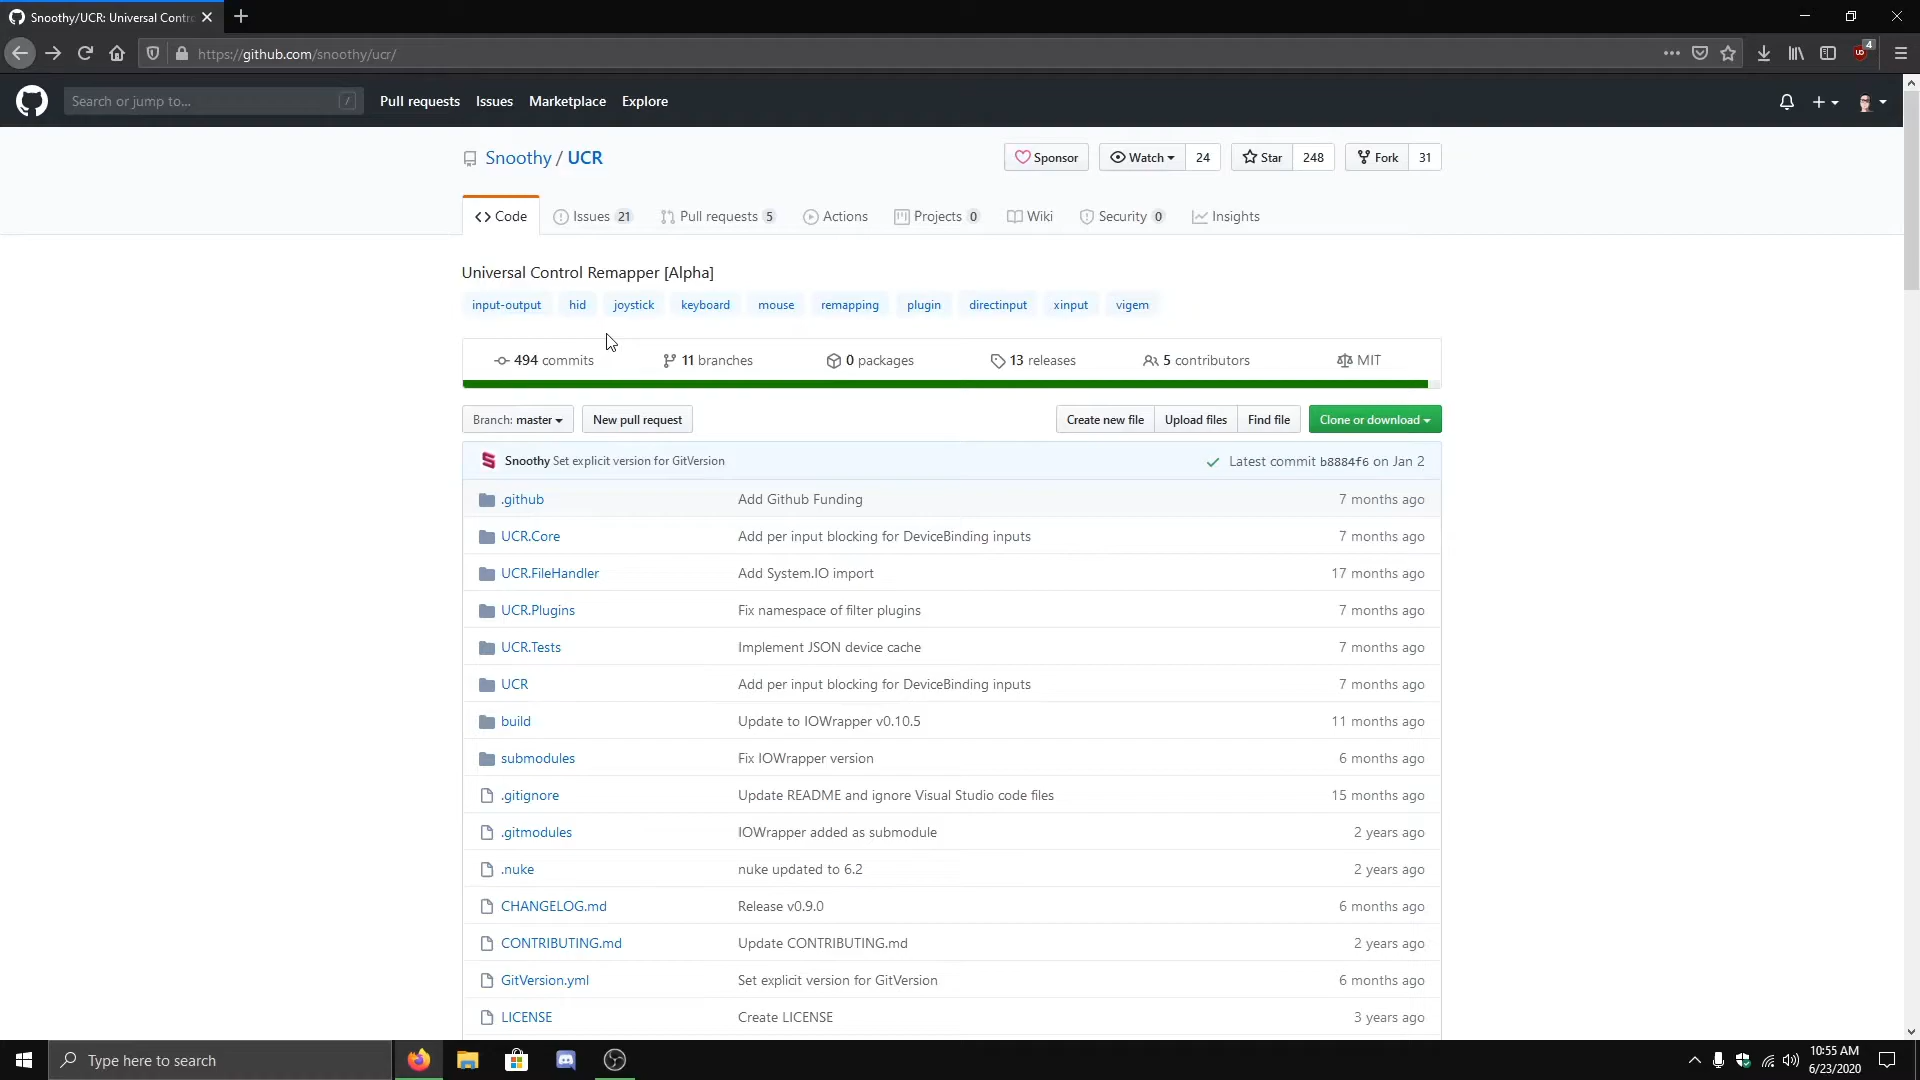 Snoothy/UCR: Universal Contro
https://github.com/snoothy/ucr/
4
Search or jump to...
/
Pull requests
Issues
Marketplace
Explore
Snoothy / UCR
Sponsor
Watch
24
Star
248
Fork
31
Code
Issues 21
Pull requests 5
Actions
Projects 0
Wiki
Security 0
Insights
Universal Control Remapper [Alpha]
input-output
hid
joystick
keyboard
mouse
remapping
plugin
directinput
xinput
vigem
494 commits
11 branches
0 packages
13 releases
5 contributors
MIT
Branch: master
New pull request
Create new file
Upload files
Find file
Clone or download
Snoothy Set explicit version for GitVersion
Latest commit b8884f6 on Jan 2
.github
Add Github Funding
7 months ago
UCR.Core
Add per input blocking for DeviceBinding inputs
7 months ago
UCR.FileHandler
Add System.IO import
17 months ago
UCR.Plugins
Fix namespace of filter plugins
7 months ago
UCR.Tests
Implement JSON device cache
7 months ago
UCR
Add per input blocking for DeviceBinding inputs
7 months ago
build
Update to IOWrapper v0.10.5
11 months ago
submodules
Fix IOWrapper version
6 months ago
.gitignore
Update README and ignore Visual Studio code files
15 months ago
.gitmodules
IOWrapper added as submodule
2 years ago
.nuke
nuke updated to 6.2
2 years ago
CHANGELOG.md
Release v0.9.0
6 months ago
CONTRIBUTING.md
Update CONTRIBUTING.md
2 years ago
GitVersion.yml
Set explicit version for GitVersion
6 months ago
LICENSE
Create LICENSE
3 years ago
Type here to search
10:55 AM
6/23/2020